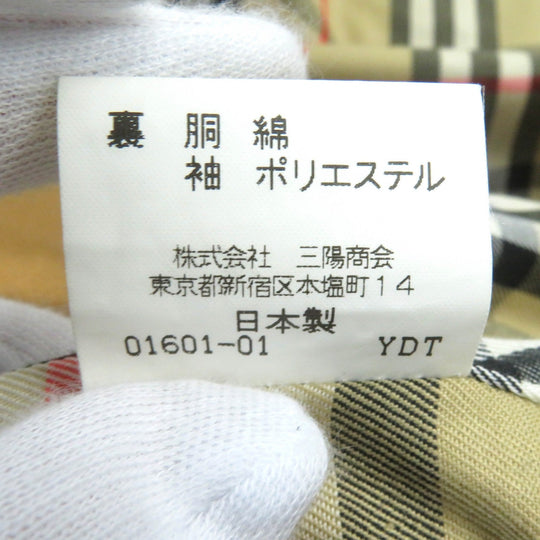 裏 胴 綿
袖 ポリエステル
株式会社 三陽商会
東京都新宿区本塩町14
日本製
01601-01 YDT